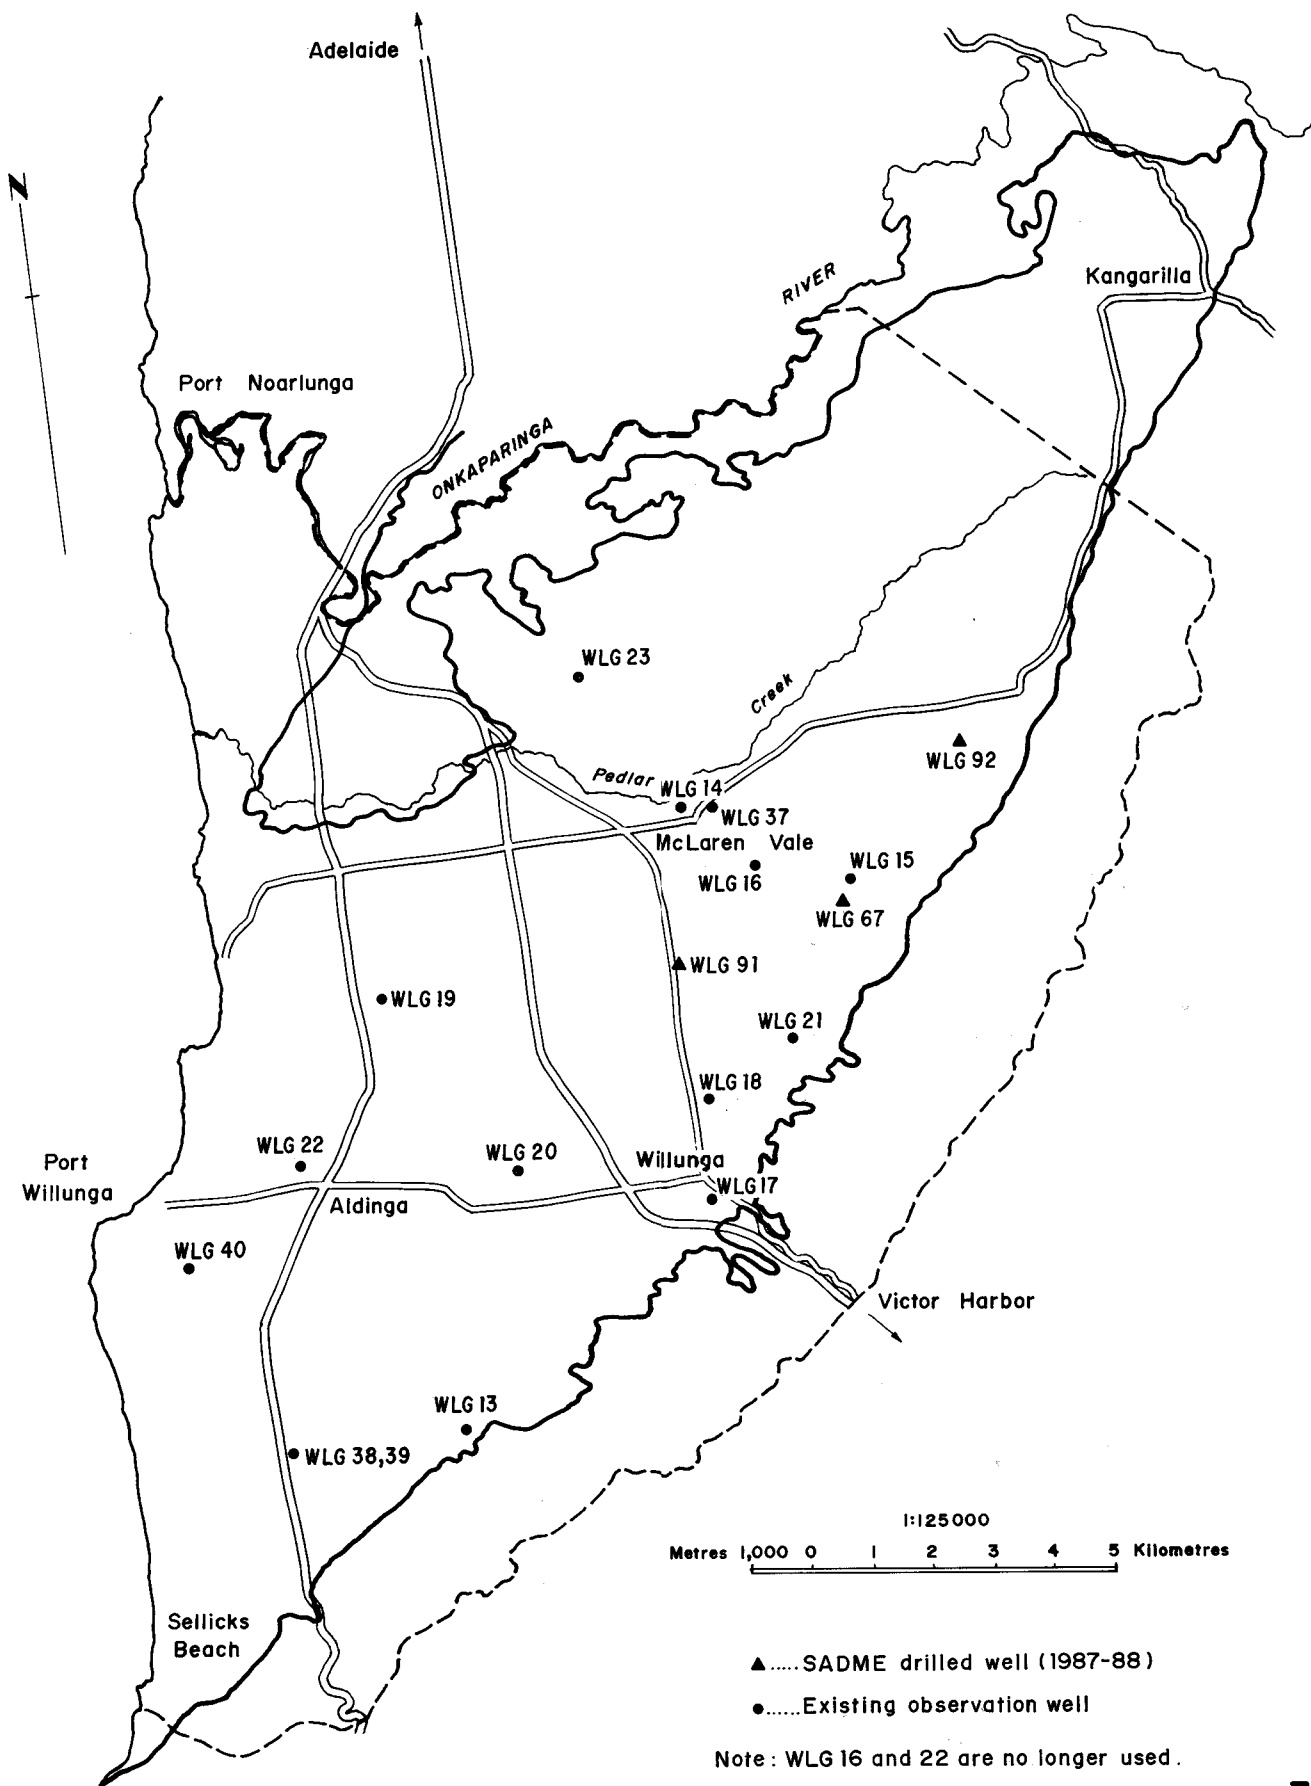 Adelaide
N
RIVER
Kangarilla
Port Noarlunga
ONKAPARINGA
WLG 23
Creek
WLG 92
Pedlar
WLG 14
WLG 37
McLaren Vale
WLG 15
WLG 16
WLG 67
WLG 91
WLG 19
WLG 21
WLG 18
WLG 22
WLG 20
Willunga
Port
Willunga
WLG 17
Aldinga
WLG 40
Victor Harbor
WLG 13
WLG 38,39
1:125000
Metres 1,000 0 1 2 3 4 5 Kilometres
Sellicks
Beach
▲.....SADME drilled well (1987-88)
●......Existing observation well
Note: WLG 16 and 22 are no longer used.